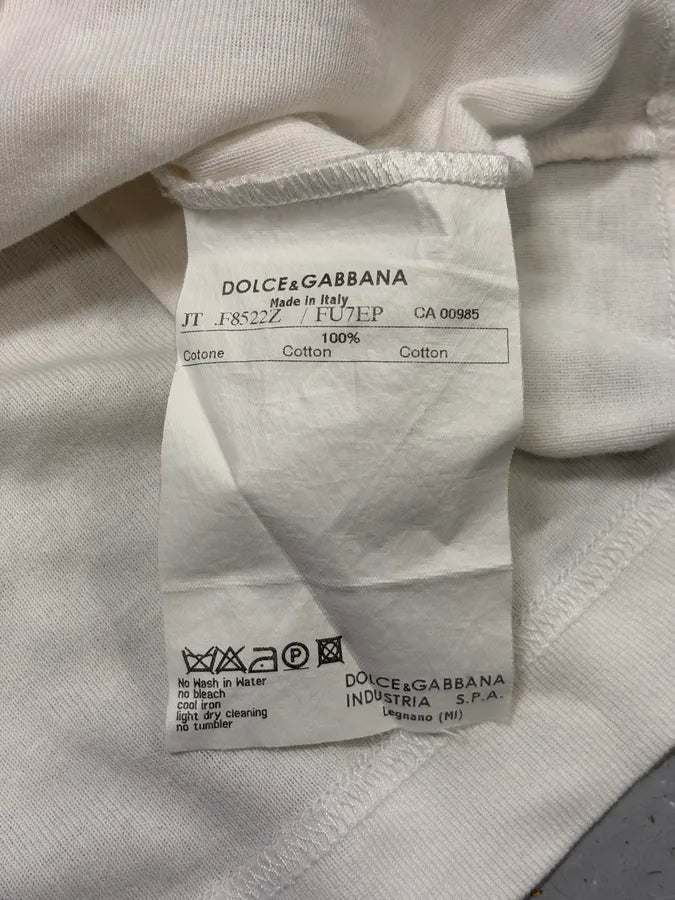 DOLCE&GABBANA
Made in Italy
JT .F8522Z / FU7EP CA 00985
100%
Cotone Cotton Cotton
P
No Wash in Water
no bleach
cool iron
light dry cleaning
no tumbler
DOLCE&GABBANA
INDUSTRIA S.P.A.
Legnano (MI)